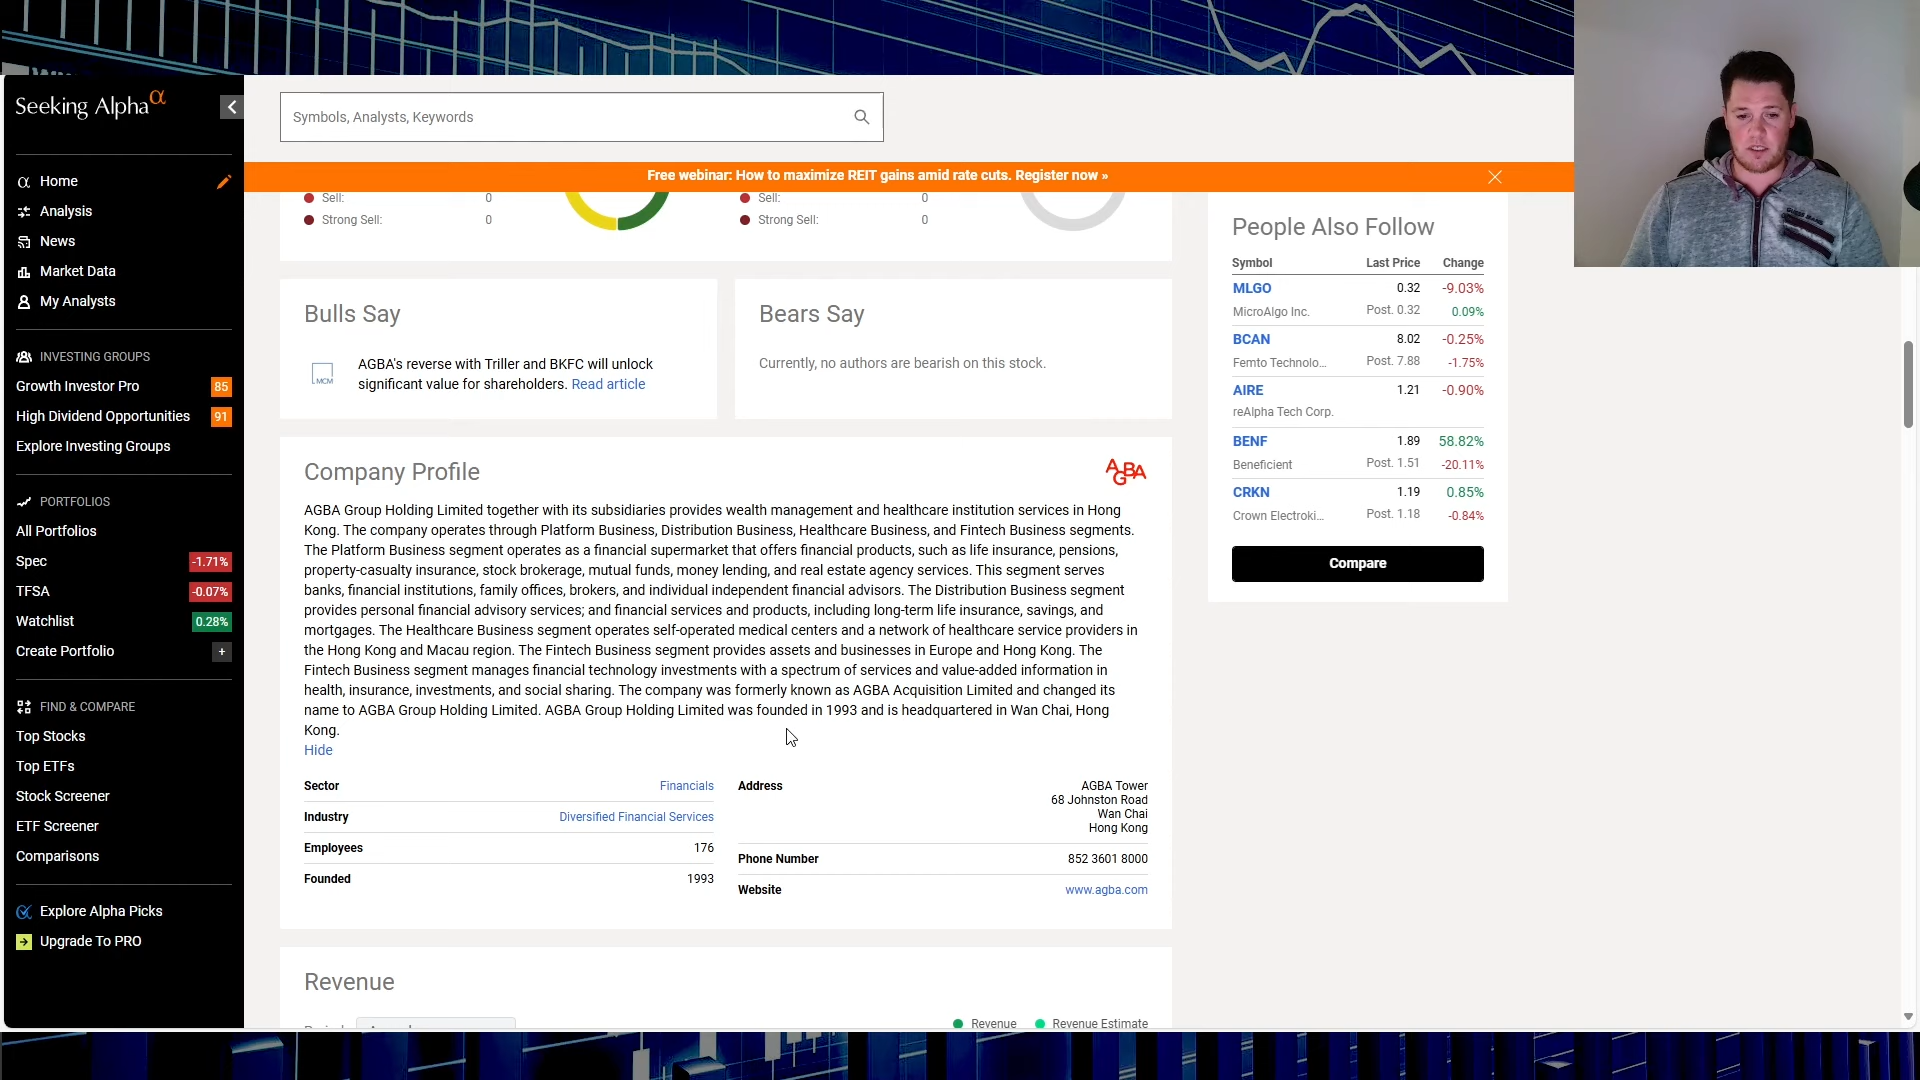 Seeking Alpha α
Symbols, Analysts, Keywords
Free webinar: How to maximize REIT gains amid rate cuts. Register now »
Home
Analysis
News
Market Data
My Analysts
INVESTING GROUPS
Growth Investor Pro 85
High Dividend Opportunities 91
Explore Investing Groups
PORTFOLIOS
All Portfolios
Spec -1.71%
TFSA -0.07%
Watchlist 0.28%
Create Portfolio +
FIND & COMPARE
Top Stocks
Top ETFs
Stock Screener
ETF Screener
Comparisons
Explore Alpha Picks
Upgrade To PRO
Sell: 0
Strong Sell: 0
Sell: 0
Strong Sell: 0
Bulls Say
MCM
AGBA's reverse with Triller and BKFC will unlock
significant value for shareholders. Read article
Bears Say
Currently, no authors are bearish on this stock.
Company Profile
AGBA
AGBA Group Holding Limited together with its subsidiaries provides wealth management and healthcare institution services in Hong
Kong. The company operates through Platform Business, Distribution Business, Healthcare Business, and Fintech Business segments.
The Platform Business segment operates as a financial supermarket that offers financial products, such as life insurance, pensions,
property-casualty insurance, stock brokerage, mutual funds, money lending, and real estate agency services. This segment serves
banks, financial institutions, family offices, brokers, and individual independent financial advisors. The Distribution Business segment
provides personal financial advisory services; and financial services and products, including long-term life insurance, savings, and
mortgages. The Healthcare Business segment operates self-operated medical centers and a network of healthcare service providers in
the Hong Kong and Macau region. The Fintech Business segment provides assets and businesses in Europe and Hong Kong. The
Fintech Business segment manages financial technology investments with a spectrum of services and value-added information in
health, insurance, investments, and social sharing. The company was formerly known as AGBA Acquisition Limited and changed its
name to AGBA Group Holding Limited. AGBA Group Holding Limited was founded in 1993 and is headquartered in Wan Chai, Hong
Kong.
Hide
Sector Financials
Industry Diversified Financial Services
Employees 176
Founded 1993
Address AGBA Tower
68 Johnston Road
Wan Chai
Hong Kong
Phone Number 852 3601 8000
Website www.agba.com
Revenue
Revenue Revenue Estimate
People Also Follow
Symbol Last Price Change
MLGO 0.32 -9.03%
MicroAlgo Inc. Post. 0.32 0.09%
BCAN 8.02 -0.25%
Femto Technolo... Post. 7.88 -1.75%
AIRE 1.21 -0.90%
reAlpha Tech Corp.
BENF 1.89 58.82%
Beneficient Post. 1.51 -20.11%
CRKN 1.19 0.85%
Crown Electroki... Post. 1.18 -0.84%
Compare